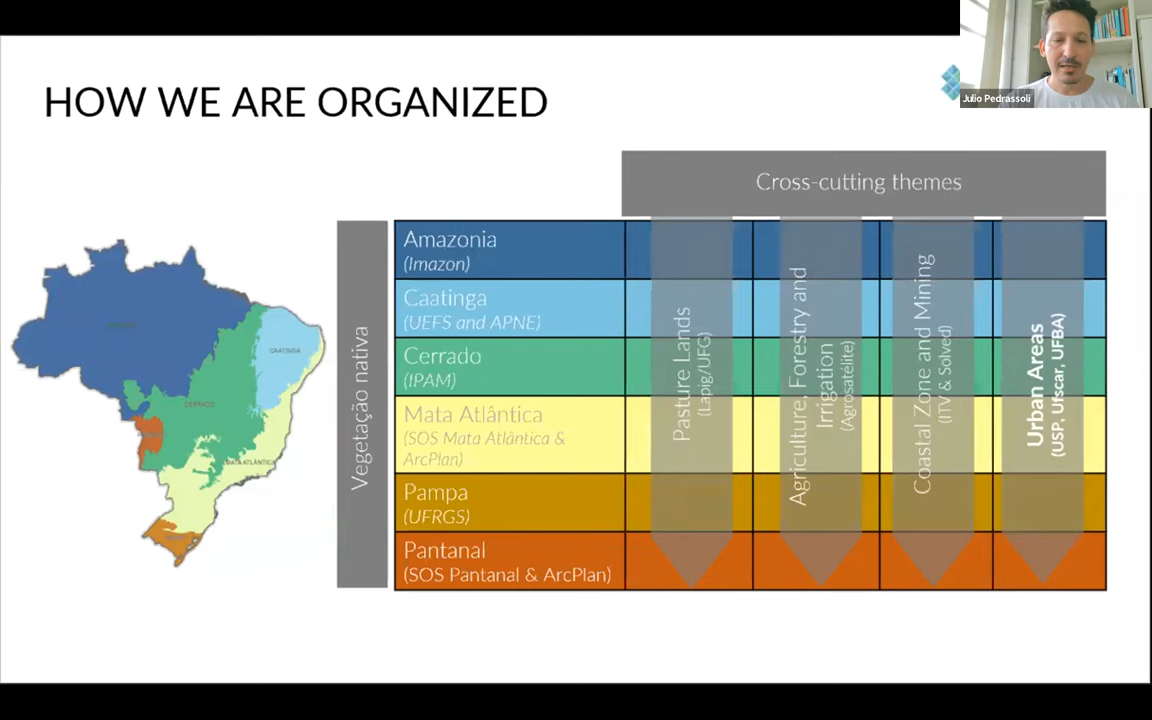 HOW WE ARE ORGANIZED
Julio Pedrassoli
Cross-cutting themes
Vegetação nativa
Amazonia
(Imazon)
Caatinga
(UEFS and APNE)
Cerrado
(IPAM)
Mata Atlântica
(SOS Mata Atlântica &
ArcPlan)
Pampa
(UFRGS)
Pantanal
(SOS Pantanal & ArcPlan)
Pasture Lands
(Lapig/UFG)
Agriculture, Forestry and
Irrigation
(Agrosatélite)
Coastal Zone and Mining
(ITV & Solved)
Urban Areas
(USP, Ufscar, UFBA)
CAATINGA
CERRADO
MATA ATLÂNTICA